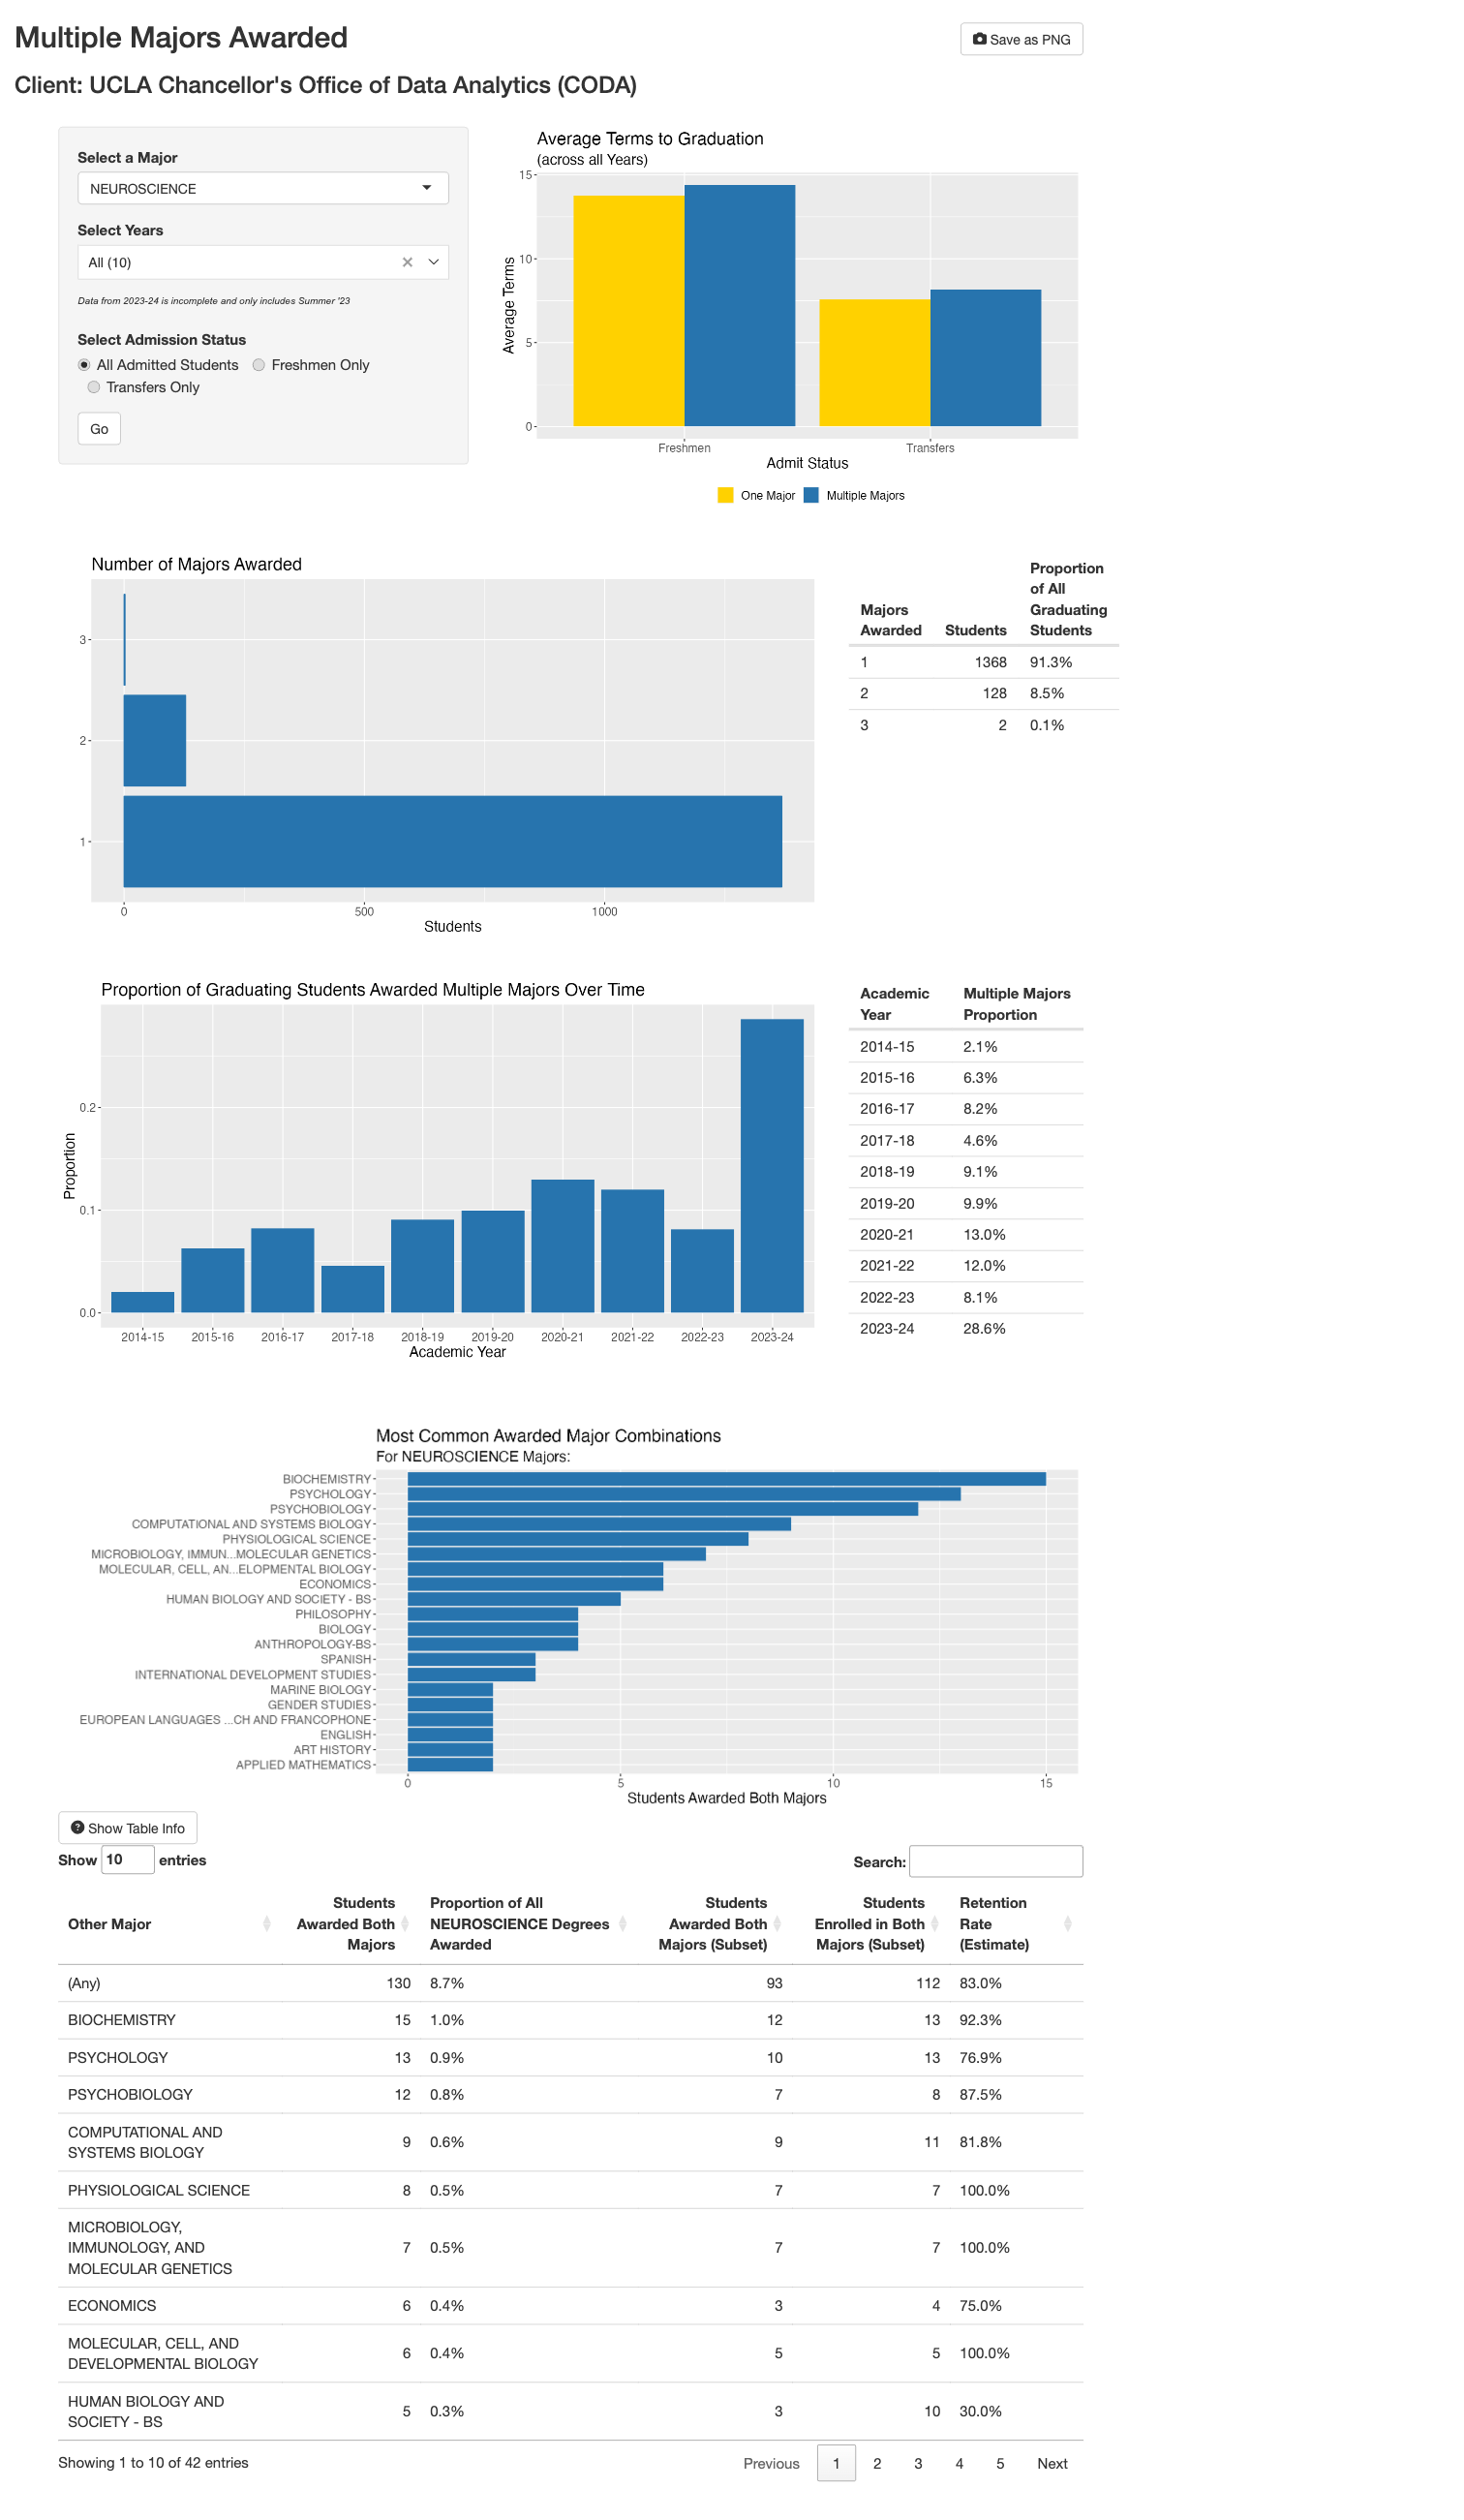 Multiple Majors Awarded
Save as PNG
Client: UCLA Chancellor's Office of Data Analytics (CODA)
Select a Major
NEUROSCIENCE
Select Years
All (10)
Data from 2023-24 is incomplete and only includes Summer '23
Select Admission Status
All Admitted Students Freshmen Only
Transfers Only
Go
Average Terms to Graduation
(across all Years)
15
10
5
0
Average Terms
Freshmen Transfers
Admit Status
One Major Multiple Majors
Number of Majors Awarded
3
2
1
0 500 1000
Students
Majors Awarded Students Proportion of All Graduating Students
1 1368 91.3%
2 128 8.5%
3 2 0.1%
Proportion of Graduating Students Awarded Multiple Majors Over Time
0.2
0.1
0.0
Proportion
2014-15 2015-16 2016-17 2017-18 2018-19 2019-20 2020-21 2021-22 2022-23 2023-24
Academic Year
Academic Year Multiple Majors Proportion
2014-15 2.1%
2015-16 6.3%
2016-17 8.2%
2017-18 4.6%
2018-19 9.1%
2019-20 9.9%
2020-21 13.0%
2021-22 12.0%
2022-23 8.1%
2023-24 28.6%
Most Common Awarded Major Combinations
For NEUROSCIENCE Majors:
BIOCHEMISTRY
PSYCHOLOGY
PSYCHOBIOLOGY
COMPUTATIONAL AND SYSTEMS BIOLOGY
PHYSIOLOGICAL SCIENCE
MICROBIOLOGY, IMMUN...MOLECULAR GENETICS
MOLECULAR, CELL, AN...ELOPMENTAL BIOLOGY
ECONOMICS
HUMAN BIOLOGY AND SOCIETY - BS
PHILOSOPHY
BIOLOGY
ANTHROPOLOGY-BS
SPANISH
INTERNATIONAL DEVELOPMENT STUDIES
MARINE BIOLOGY
GENDER STUDIES
EUROPEAN LANGUAGES ...CH AND FRANCOPHONE
ENGLISH
ART HISTORY
APPLIED MATHEMATICS
0 5 10 15
Students Awarded Both Majors
Show Table Info
Show 10 entries
Search:
Other Major Students Awarded Both Majors Proportion of All NEUROSCIENCE Degrees Awarded Students Awarded Both Majors (Subset) Students Enrolled in Both Majors (Subset) Retention Rate (Estimate)
(Any) 130 8.7% 93 112 83.0%
BIOCHEMISTRY 15 1.0% 12 13 92.3%
PSYCHOLOGY 13 0.9% 10 13 76.9%
PSYCHOBIOLOGY 12 0.8% 7 8 87.5%
COMPUTATIONAL AND SYSTEMS BIOLOGY 9 0.6% 9 11 81.8%
PHYSIOLOGICAL SCIENCE 8 0.5% 7 7 100.0%
MICROBIOLOGY, IMMUNOLOGY, AND MOLECULAR GENETICS 7 0.5% 7 7 100.0%
ECONOMICS 6 0.4% 3 4 75.0%
MOLECULAR, CELL, AND DEVELOPMENTAL BIOLOGY 6 0.4% 5 5 100.0%
HUMAN BIOLOGY AND SOCIETY - BS 5 0.3% 3 10 30.0%
Showing 1 to 10 of 42 entries
Previous 1 2 3 4 5 Next